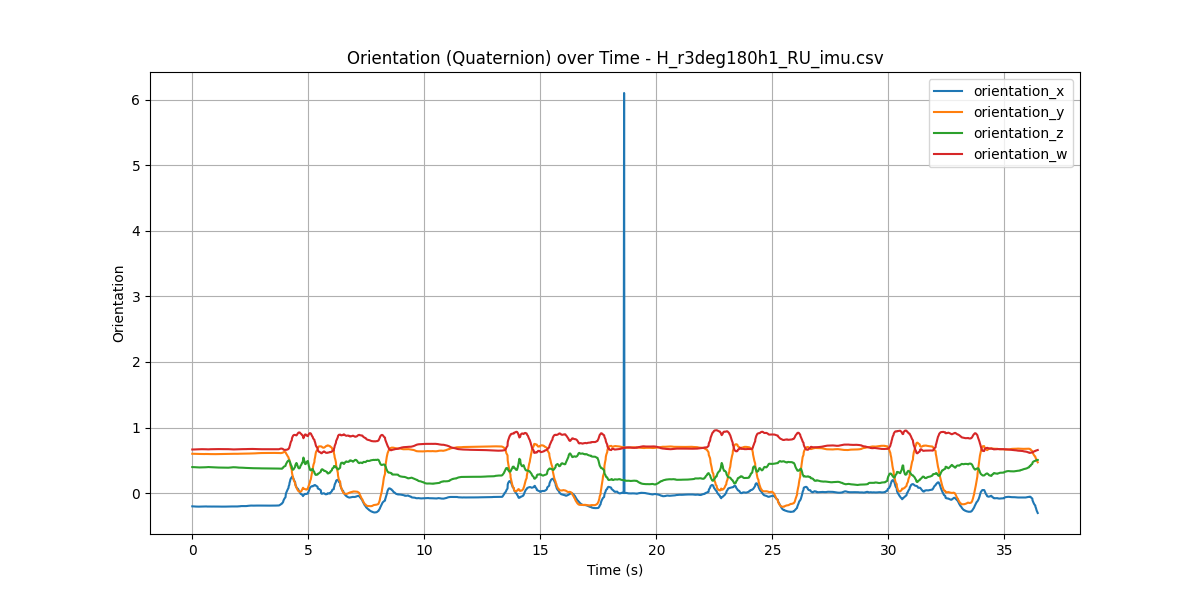 Orientation (Quaternion) over Time - H_r3deg180h1_RU_imu.csv
orientation_x
orientation_y
orientation_z
orientation_w
Orientation
6
5
4
3
2
1
0
0 5 10 15 20 25 30 35
Time (s)